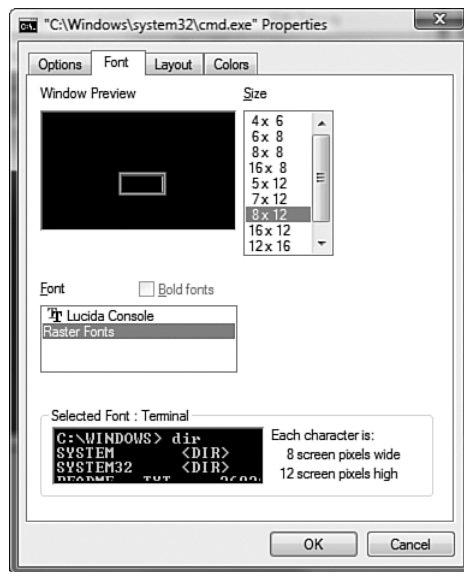 "C:\Windows\system32\cmd.exe" Properties
Options Font Layout Colors
Window Preview
Size
4 x 6
6 x 8
8 x 8
16 x 8
5 x 12
7 x 12
8 x 12
16 x 12
12 x 16
Font
Bold fonts
Lucida Console
Raster Fonts
Selected Font : Terminal
C:\WINDOWS> dir
SYSTEM <DIR>
SYSTEM32 <DIR>
README TXT
Each character is:
8 screen pixels wide
12 screen pixels high
OK Cancel